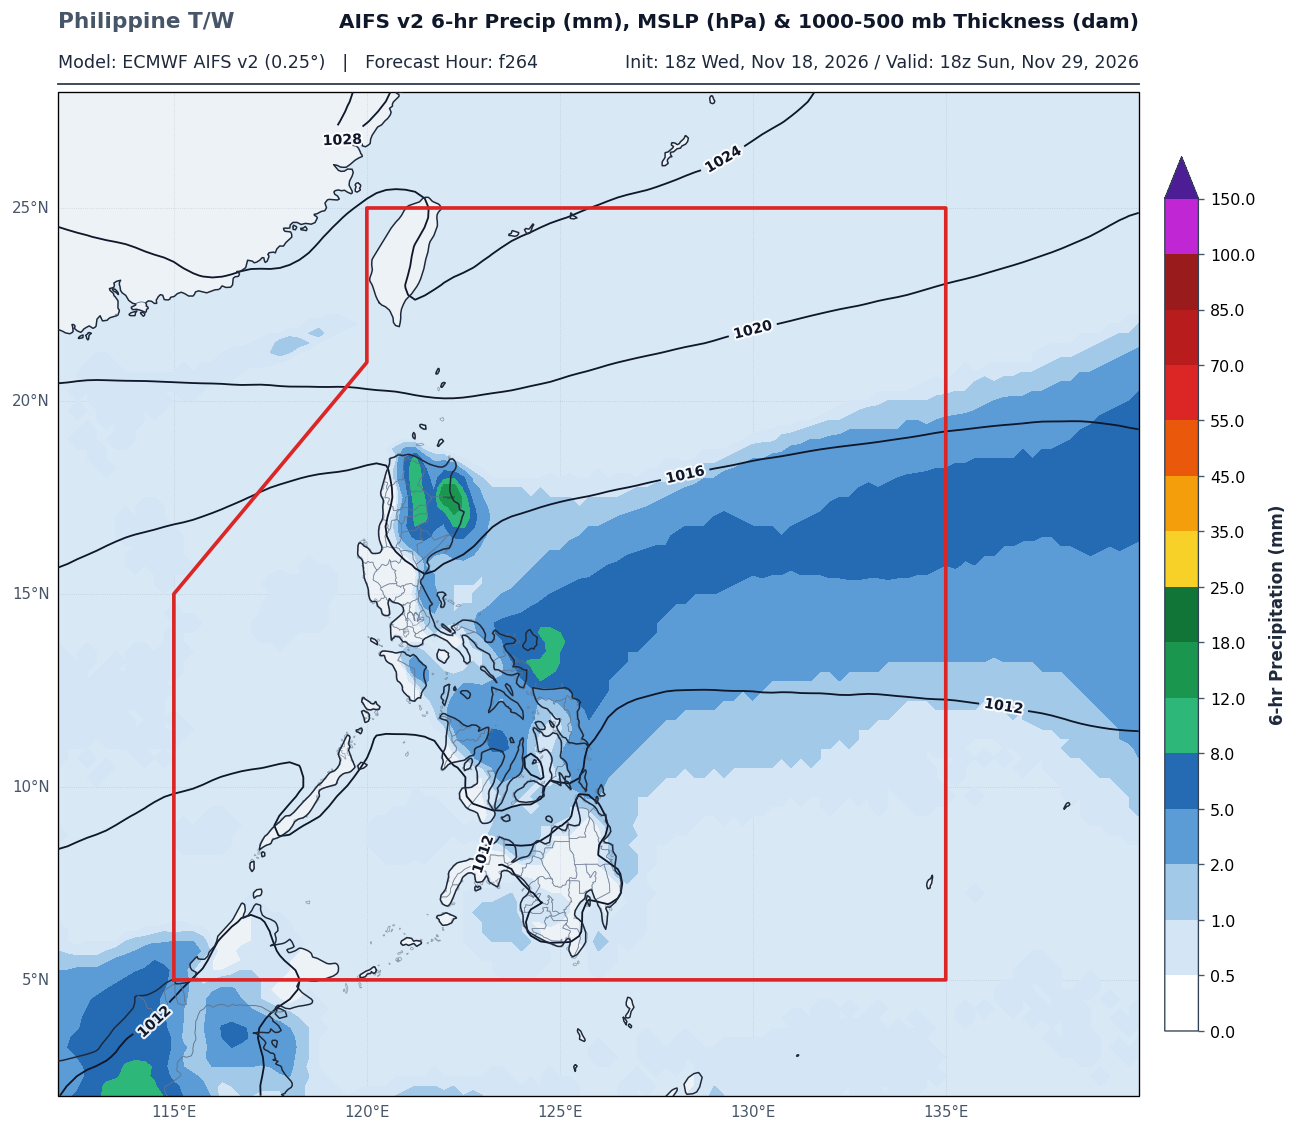 Philippine T/W
AIFS v2 6-hr Precip (mm), MSLP (hPa) & 1000-500 mb Thickness (dam)
Model: ECMWF AIFS v2 (0.25°) | Forecast Hour: f264
Init: 18z Wed, Nov 18, 2026 / Valid: 18z Sun, Nov 29, 2026
1028
1024
1020
1016
1012
1012
1012
25°N
20°N
15°N
10°N
5°N
115°E
120°E
125°E
130°E
135°E
150.0
100.0
85.0
70.0
55.0
45.0
35.0
25.0
18.0
12.0
8.0
5.0
2.0
1.0
0.5
0.0
6-hr Precipitation (mm)